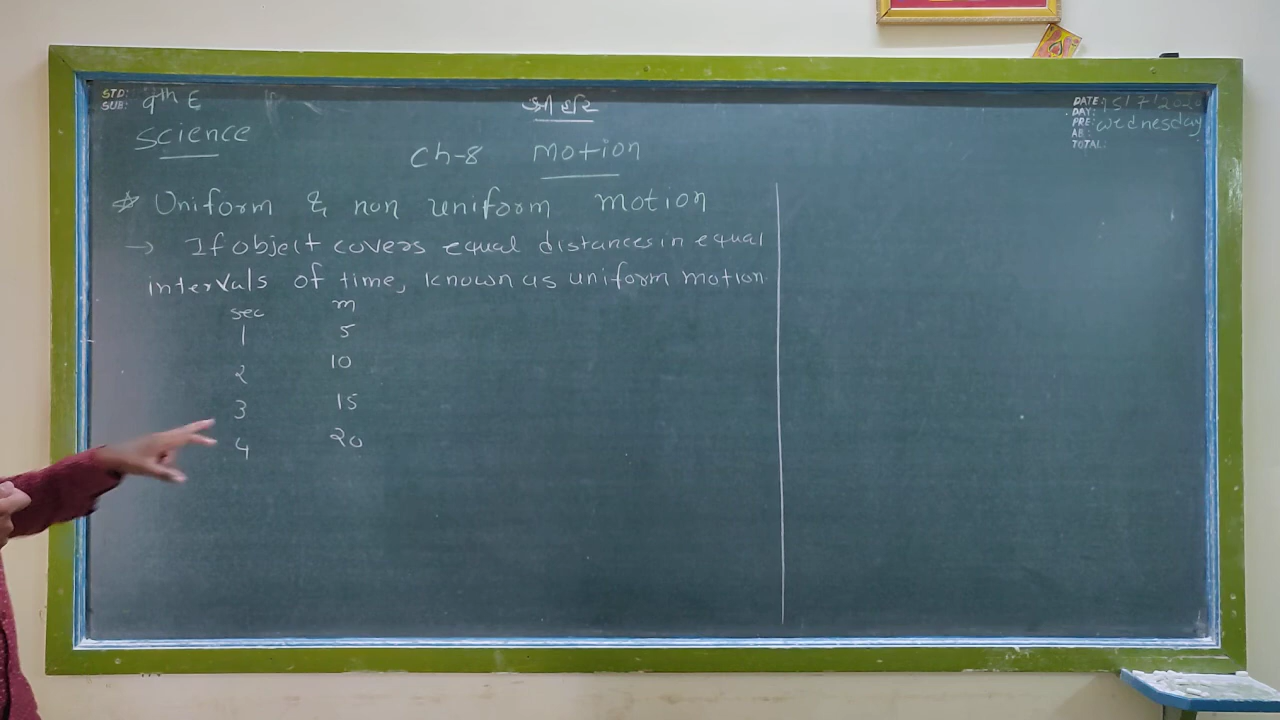 STD: 9th E
SUB: Science
શ્રી હરિ
DATE: 15/7/2020
DAY: wednesday
PRE:
AB:
TOTAL:
Ch-8 Motion
☆ Uniform & non uniform motion
→ If object covers equal distances in equal
intervals of time, known as uniform motion
sec m
1 5
2 10
3 15
4 20